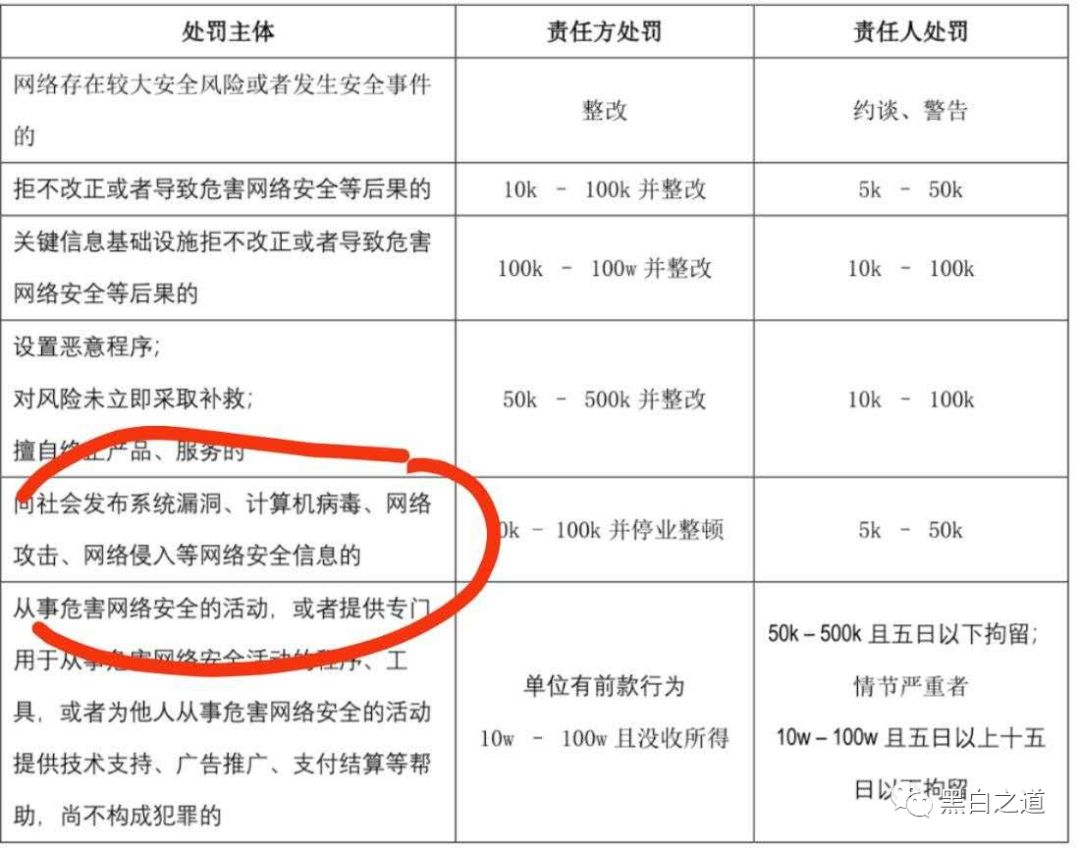 处罚主体
责任方处罚
责任人处罚
网络存在较大安全风险或者发生安全事件
的
整改
约谈、警告
拒不改正或者导致危害网络安全等后果的
10k – 100k 并整改
5k – 50k
关键信息基础设施拒不改正或者导致危害
网络安全等后果的
100k – 100w 并整改
10k – 100k
设置恶意程序;
对风险未立即采取补救;
擅自终止产品、服务的
50k – 500k 并整改
10k – 100k
向社会发布系统漏洞、计算机病毒、网络
攻击、网络侵入等网络安全信息的
0k – 100k 并停业整顿
5k – 50k
从事危害网络安全的活动，或者提供专门
用于从事危害网络安全活动的程序、工
具，或者为他人从事危害网络安全的活动
提供技术支持、广告推广、支付结算等帮
助，尚不构成犯罪的
单位有前款行为
10w – 100w 且没收所得
50k – 500k 且五日以下拘留;
情节严重者
10w – 100w 且五日以上十五
日以下拘留
黑白之道